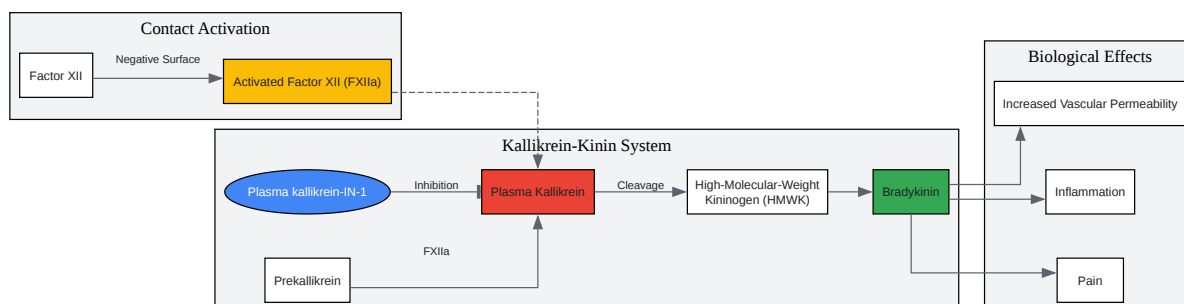 Contact Activation
Factor XII
Negative Surface
Activated Factor XII (FXIIa)
Biological Effects
Increased Vascular Permeability
Kallikrein-Kinin System
Plasma kallikrein-IN-1
Inhibition
Plasma Kallikrein
Cleavage
High-Molecular-Weight
Kininogen (HMWK)
Bradykinin
Inflammation
FXIIa
Prekallikrein
Pain